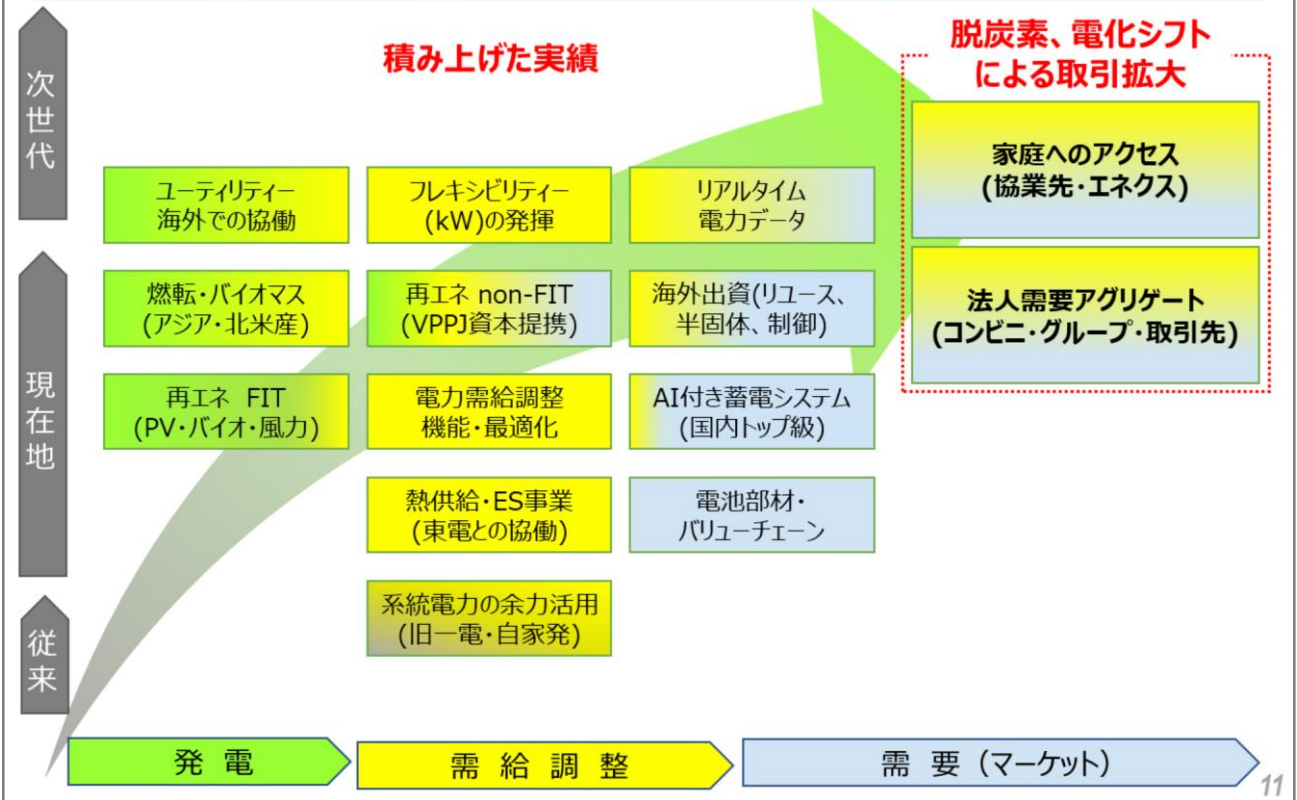 次世代
現在地
従来
積み上げた実績
脱炭素、電化シフト
による取引拡大
ユーティリティー
海外での協働
フレキシビリティー
(kW)の発揮
リアルタイム
電力データ
家庭へのアクセス
(協業先・エネクス)
燃転・バイオマス
(アジア・北米産)
再エネ non-FIT
(VPPJ資本提携)
海外出資(リユース、
半固体、制御)
法人需要アグリゲート
(コンビニ・グループ・取引先)
再エネ FIT
(PV・バイオ・風力)
電力需給調整
機能・最適化
AI付き蓄電システム
(国内トップ級)
熱供給・ES事業
(東電との協働)
電池部材・
バリューチェーン
系統電力の余力活用
(旧一電・自家発)
発 電
需 給 調 整
需 要 (マーケット)
11